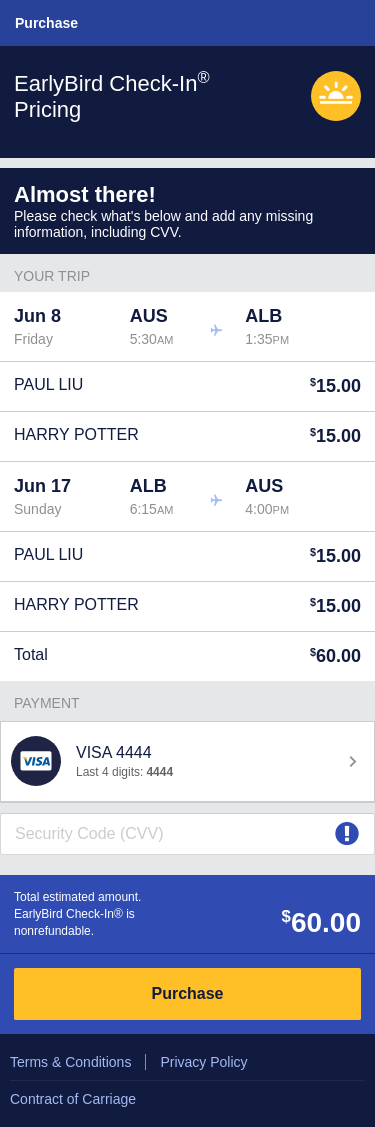 Purchase
EarlyBird Check-In®
Pricing
Almost there!
Please check what's below and add any missing
information, including CVV.
YOUR TRIP
Jun 8 AUS ALB
Friday 5:30AM 1:35PM
PAUL LIU $15.00
HARRY POTTER $15.00
Jun 17 ALB AUS
Sunday 6:15AM 4:00PM
PAUL LIU $15.00
HARRY POTTER $15.00
Total $60.00
PAYMENT
VISA VISA 4444
Last 4 digits: 4444
Security Code (CVV)
Total estimated amount.
EarlyBird Check-In® is
nonrefundable.
$60.00
Purchase
Terms & Conditions Privacy Policy
Contract of Carriage